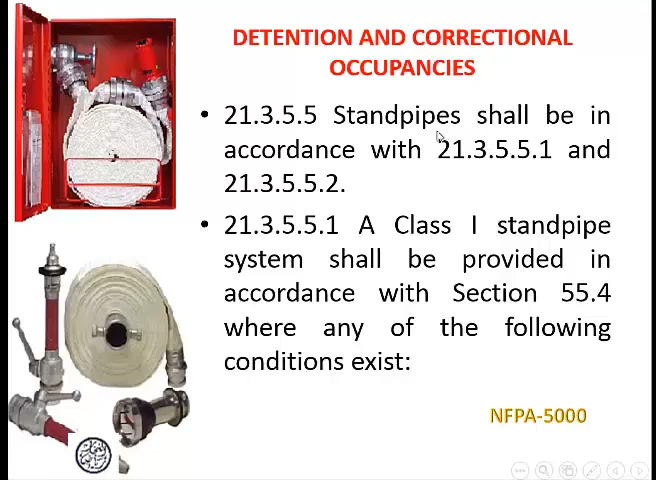 DETENTION AND CORRECTIONAL
OCCUPANCIES
• 21.3.5.5 Standpipes shall be in
accordance with 21.3.5.5.1 and
21.3.5.5.2.
• 21.3.5.5.1 A Class I standpipe
system shall be provided in
accordance with Section 55.4
where any of the following
conditions exist:
NFPA-5000